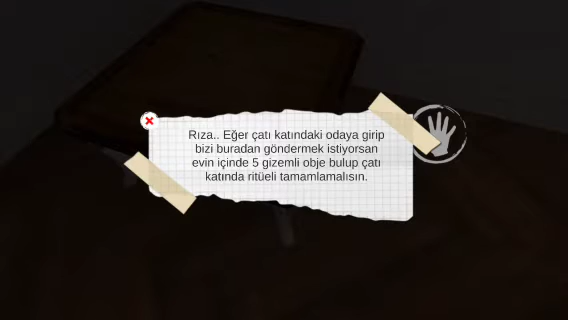 Rıza.. Eğer çatı katındaki odaya girip
bizi buradan göndermek istiyorsan
evin içinde 5 gizemli obje bulup çatı
katında ritüeli tamamlamalısın.